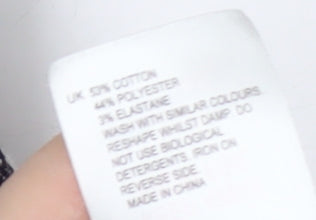 UK 53% COTTON
44% POLYESTER
3% ELASTANE
WASH WITH SIMILAR COLOURS.
RESHAPE WHILST DAMP. DO
NOT USE BIOLOGICAL
DETERGENTS. IRON ON
REVERSE SIDE.
MADE IN CHINA